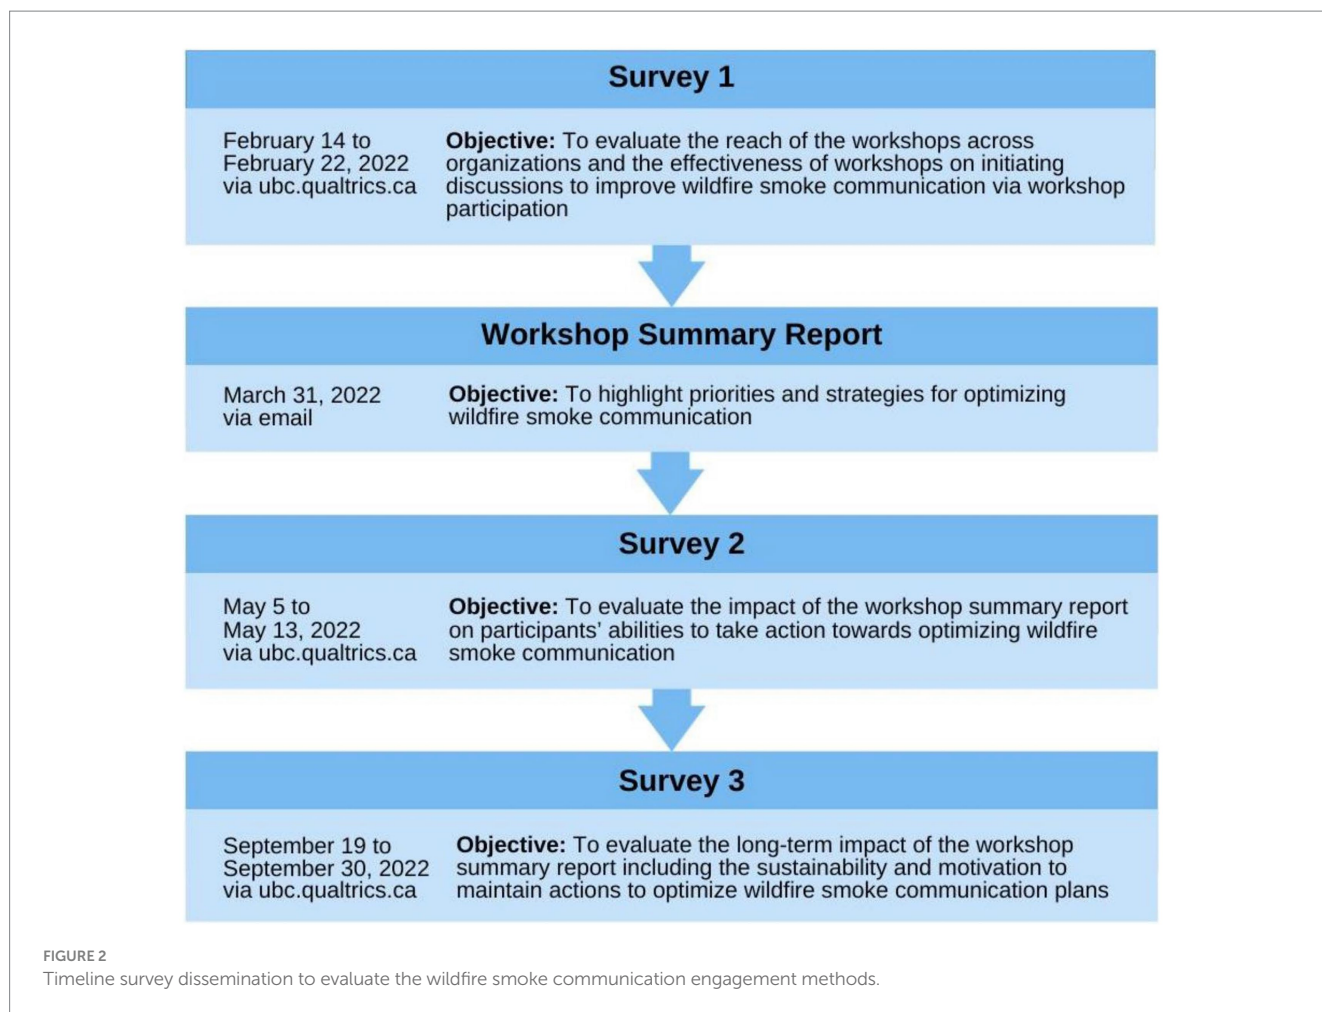 Survey 1
February 14 to
February 22, 2022
via ubc.qualtrics.ca
Objective: To evaluate the reach of the workshops across
organizations and the effectiveness of workshops on initiating
discussions to improve wildfire smoke communication via workshop
participation
Workshop Summary Report
March 31, 2022
via email
Objective: To highlight priorities and strategies for optimizing
wildfire smoke communication
Survey 2
May 5 to
May 13, 2022
via ubc.qualtrics.ca
Objective: To evaluate the impact of the workshop summary report
on participants’ abilities to take action towards optimizing wildfire
smoke communication
Survey 3
September 19 to
September 30, 2022
via ubc.qualtrics.ca
Objective: To evaluate the long-term impact of the workshop
summary report including the sustainability and motivation to
maintain actions to optimize wildfire smoke communication plans
FIGURE 2
Timeline survey dissemination to evaluate the wildfire smoke communication engagement methods.